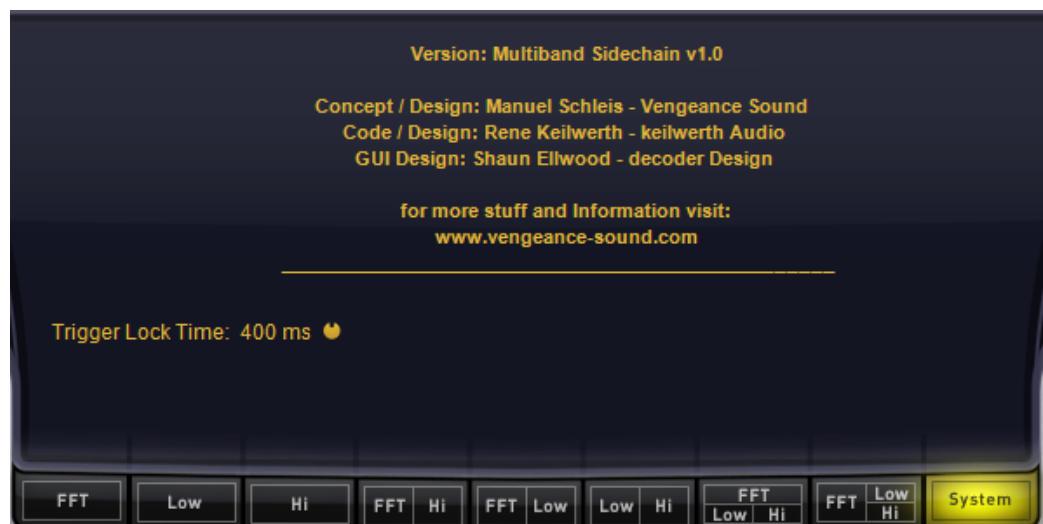 Version: Multiband Sidechain v1.0
Concept / Design: Manuel Schleis - Vengeance Sound
Code / Design: Rene Keilwerth - keilwerth Audio
GUI Design: Shaun Ellwood - decoder Design
for more stuff and Information visit:
www.vengeance-sound.com
Trigger Lock Time: 400 ms
FFT
Low
Hi
FFT Hi
FFT Low
Low Hi
FFT
Low Hi
FFT Low
Hi
System